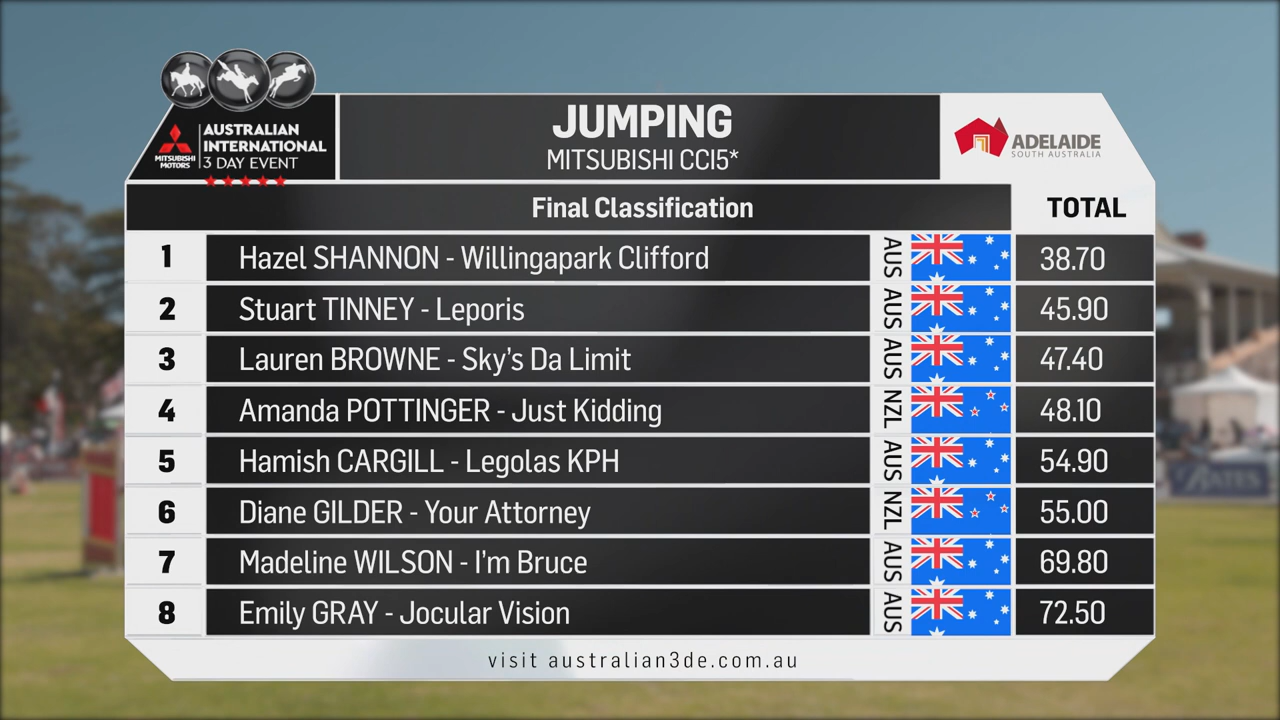 MITSUBISHI MOTORS
AUSTRALIAN
INTERNATIONAL
3 DAY EVENT
JUMPING
MITSUBISHI CCI5*
ADELAIDE
SOUTH AUSTRALIA
Final Classification TOTAL
1 Hazel SHANNON - Willingapark Clifford AUS 38.70
2 Stuart TINNEY - Leporis AUS 45.90
3 Lauren BROWNE - Sky's Da Limit AUS 47.40
4 Amanda POTTINGER - Just Kidding NZL 48.10
5 Hamish CARGILL - Legolas KPH AUS 54.90
6 Diane GILDER - Your Attorney NZL 55.00
7 Madeline WILSON - I'm Bruce AUS 69.80
8 Emily GRAY - Jocular Vision AUS 72.50
visit australian3de.com.au
BATES